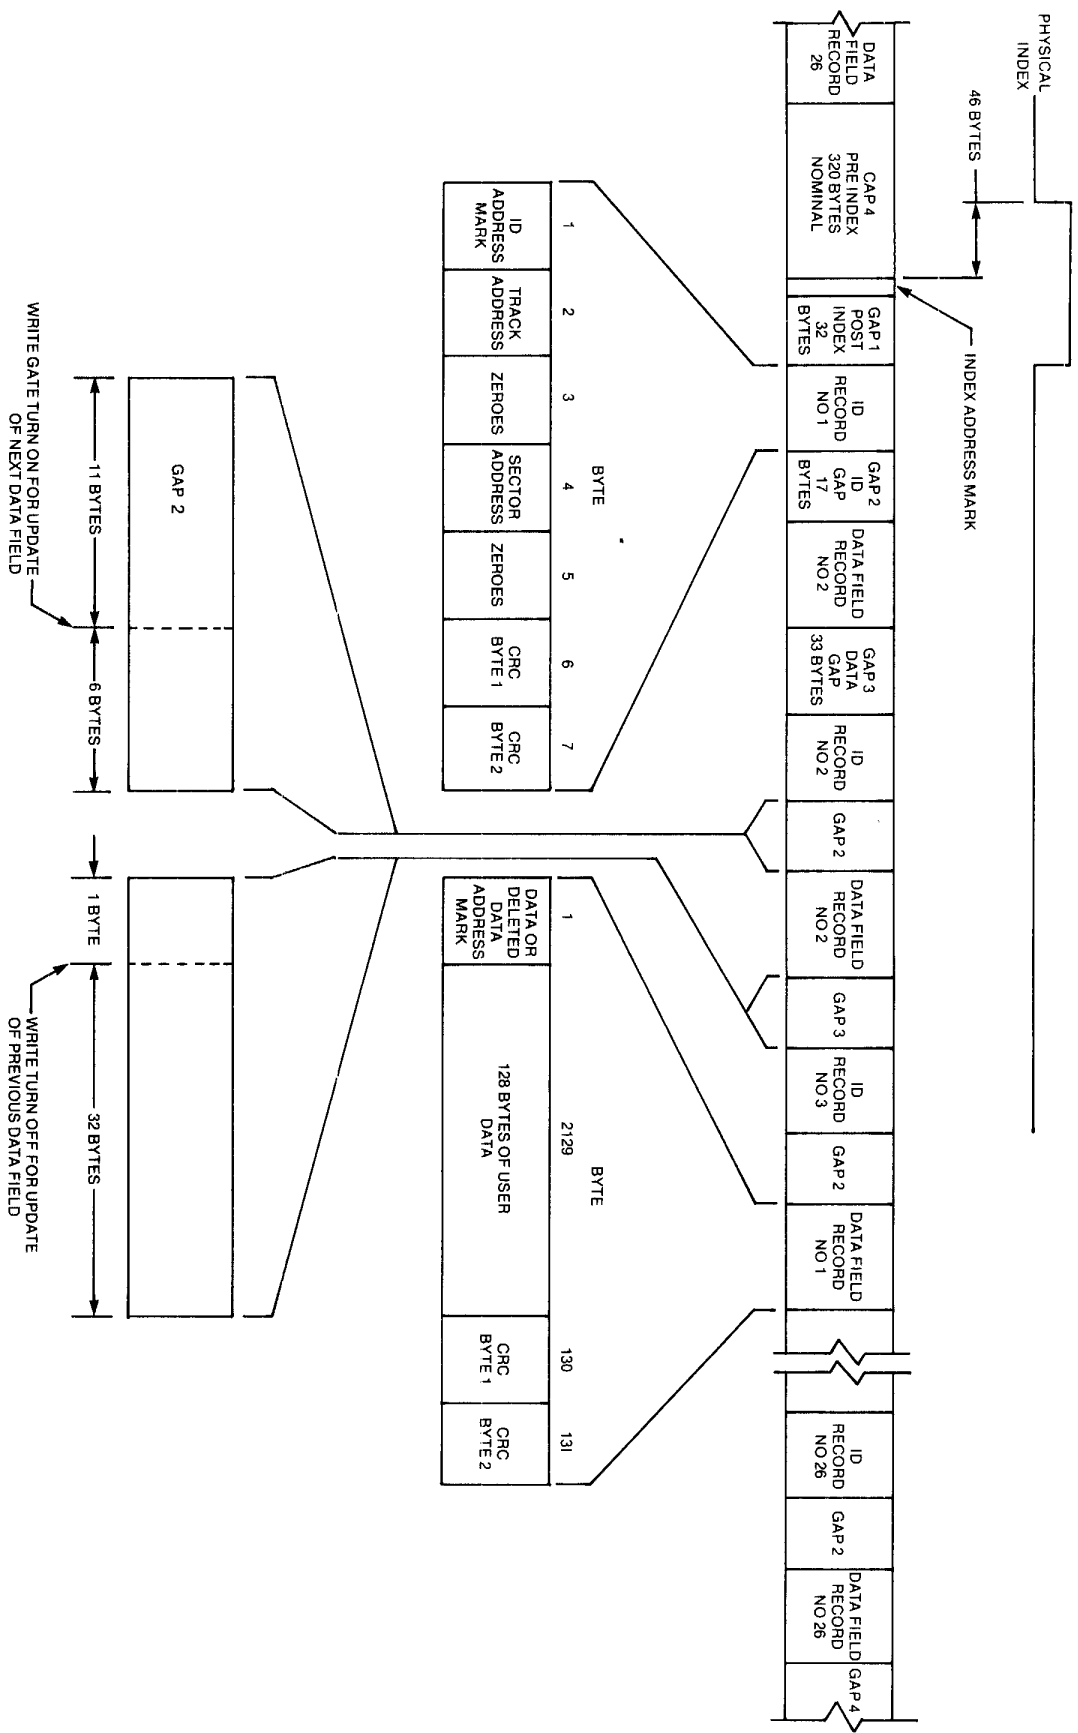 PHYSICAL
INDEX
46 BYTES
INDEX ADDRESS MARK
DATA
FIELD
RECORD
26
CAP 4
PRE INDEX
320 BYTES
NOMINAL
GAP 1
POST
INDEX
32
BYTES
ID
RECORD
NO 1
GAP 2
ID
GAP
17
BYTES
DATA FIELD
RECORD
NO 2
GAP 3
DATA
GAP
33 BYTES
ID
RECORD
NO 2
GAP 2
DATA FIELD
RECORD
NO 2
GAP 3
ID
RECORD
NO 3
GAP 2
DATA FIELD
RECORD
NO 1
ID
RECORD
NO 26
GAP 2
DATA FIELD
RECORD
NO 26
GAP 4
BYTE
1
2
3
4
5
6
7
ID
ADDRESS
MARK
TRACK
ADDRESS
ZEROES
SECTOR
ADDRESS
ZEROES
CRC
BYTE 1
CRC
BYTE 2
BYTE
1
2129
130
131
DATA OR
DELETED
DATA
ADDRESS
MARK
128 BYTES OF USER
DATA
CRC
BYTE 1
CRC
BYTE 2
GAP 2
11 BYTES
6 BYTES
1 BYTE
32 BYTES
WRITE GATE TURN ON FOR UPDATE
OF NEXT DATA FIELD
WRITE TURN OFF FOR UPDATE
OF PREVIOUS DATA FIELD